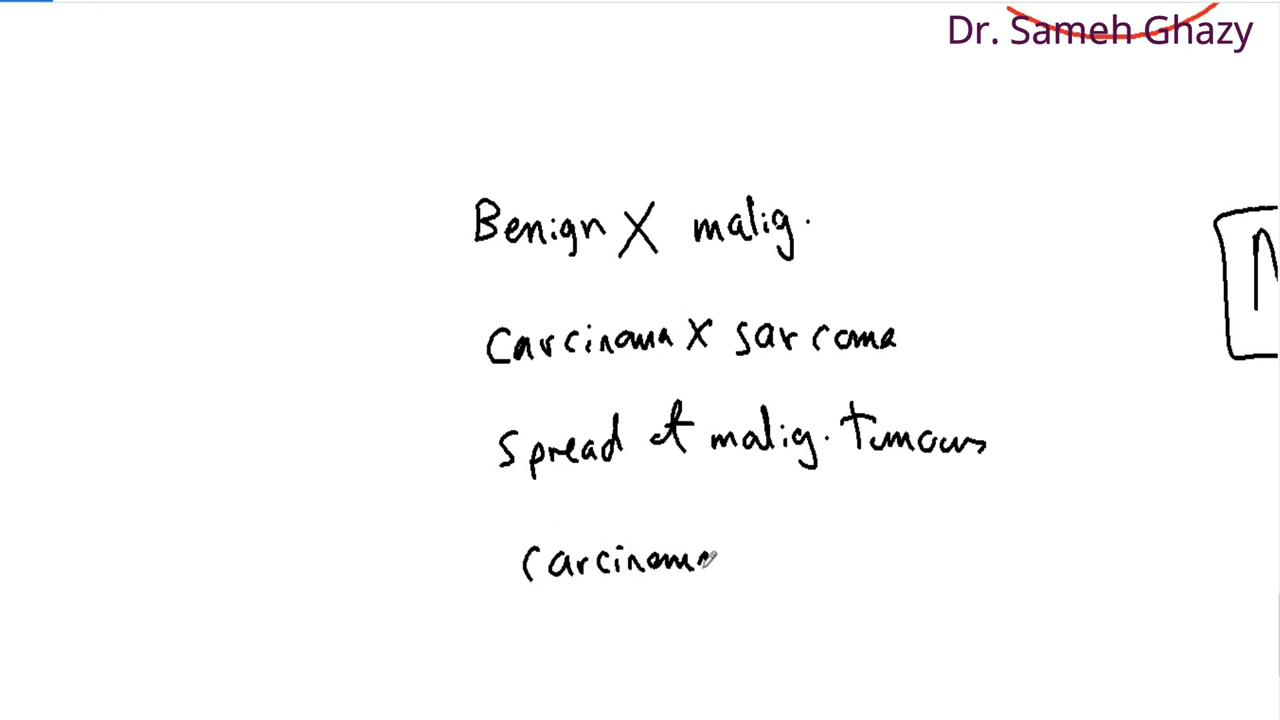 Dr. Sameh Ghazy
Benign X malig.
Carcinoma X sarcoma
spread of malig. Tumours
carcinoma